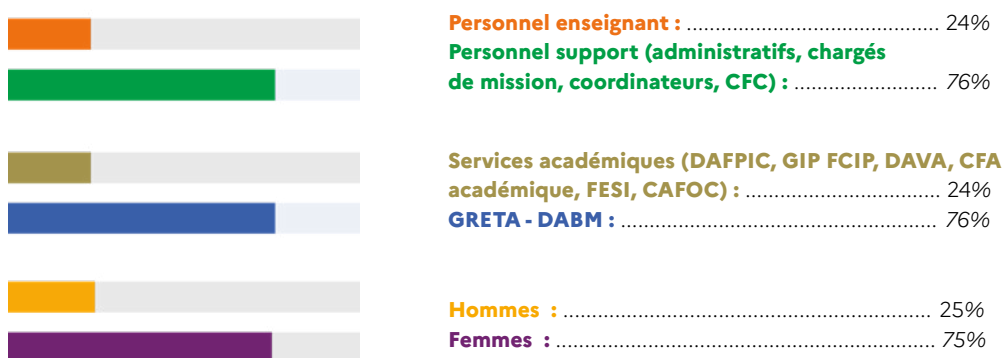 Personnel enseignant : .......................................... 24%
Personnel support (administratifs, chargés
de mission, coordinateurs, CFC) : ........................ 76%
Services académiques (DAFPIC, GIP FCIP, DAVA, CFA
académique, FESI, CAFOC) : ................................ 24%
GRETA - DABM : ..................................................... 76%
Hommes : ............................................................. 25%
Femmes : ............................................................... 75%